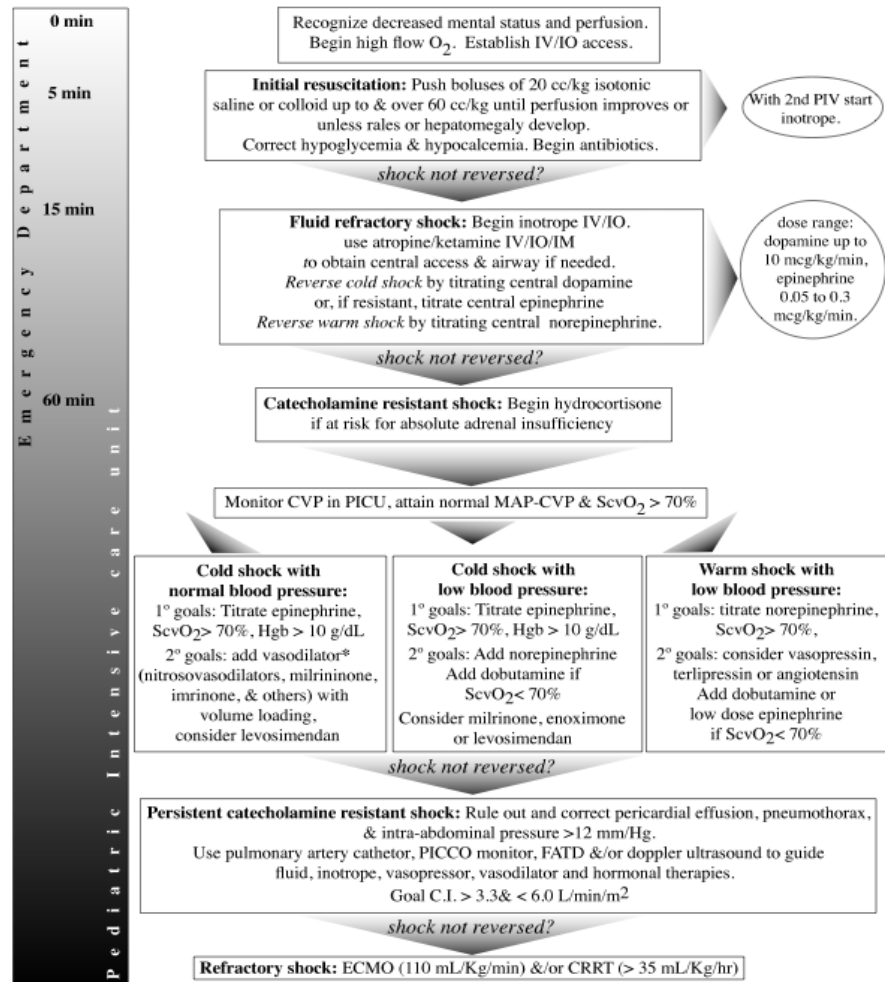 0 min
5 min
15 min
60 min
Emergency Department
Pediatric Intensive care unit
Recognize decreased mental status and perfusion.
Begin high flow O2. Establish IV/IO access.
Initial resuscitation: Push boluses of 20 cc/kg isotonic
saline or colloid up to & over 60 cc/kg until perfusion improves or
unless rales or hepatomegaly develop.
Correct hypoglycemia & hypocalcemia. Begin antibiotics.
With 2nd PIV start
inotrope.
shock not reversed?
Fluid refractory shock: Begin inotrope IV/IO.
use atropine/ketamine IV/IO/IM
to obtain central access & airway if needed.
Reverse cold shock by titrating central dopamine
or, if resistant, titrate central epinephrine
Reverse warm shock by titrating central norepinephrine.
dose range:
dopamine up to
10 mcg/kg/min,
epinephrine
0.05 to 0.3
mcg/kg/min.
shock not reversed?
Catecholamine resistant shock: Begin hydrocortisone
if at risk for absolute adrenal insufficiency
Monitor CVP in PICU, attain normal MAP-CVP & ScvO2 > 70%
Cold shock with
normal blood pressure:
1º goals: Titrate epinephrine,
ScvO2> 70%, Hgb > 10 g/dL
2º goals: add vasodilator*
(nitrosovasodilators, milrininone,
imrinone, & others) with
volume loading,
consider levosimendan
Cold shock with
low blood pressure:
1º goals: Titrate epinephrine,
ScvO2> 70%, Hgb > 10 g/dL
2º goals: Add norepinephrine
Add dobutamine if
ScvO2< 70%
Consider milrinone, enoximone
or levosimendan
Warm shock with
low blood pressure:
1º goals: titrate norepinephrine,
ScvO2> 70%,
2º goals: consider vasopressin,
terlipressin or angiotensin
Add dobutamine or
low dose epinephrine
if ScvO2< 70%
shock not reversed?
Persistent catecholamine resistant shock: Rule out and correct pericardial effusion, pneumothorax,
& intra-abdominal pressure >12 mm/Hg.
Use pulmonary artery cathetor, PICCO monitor, FATD &/or doppler ultrasound to guide
fluid, inotrope, vasopressor, vasodilator and hormonal therapies.
Goal C.I. > 3.3& < 6.0 L/min/m2
shock not reversed?
Refractory shock: ECMO (110 mL/Kg/min) &/or CRRT (> 35 mL/Kg/hr)